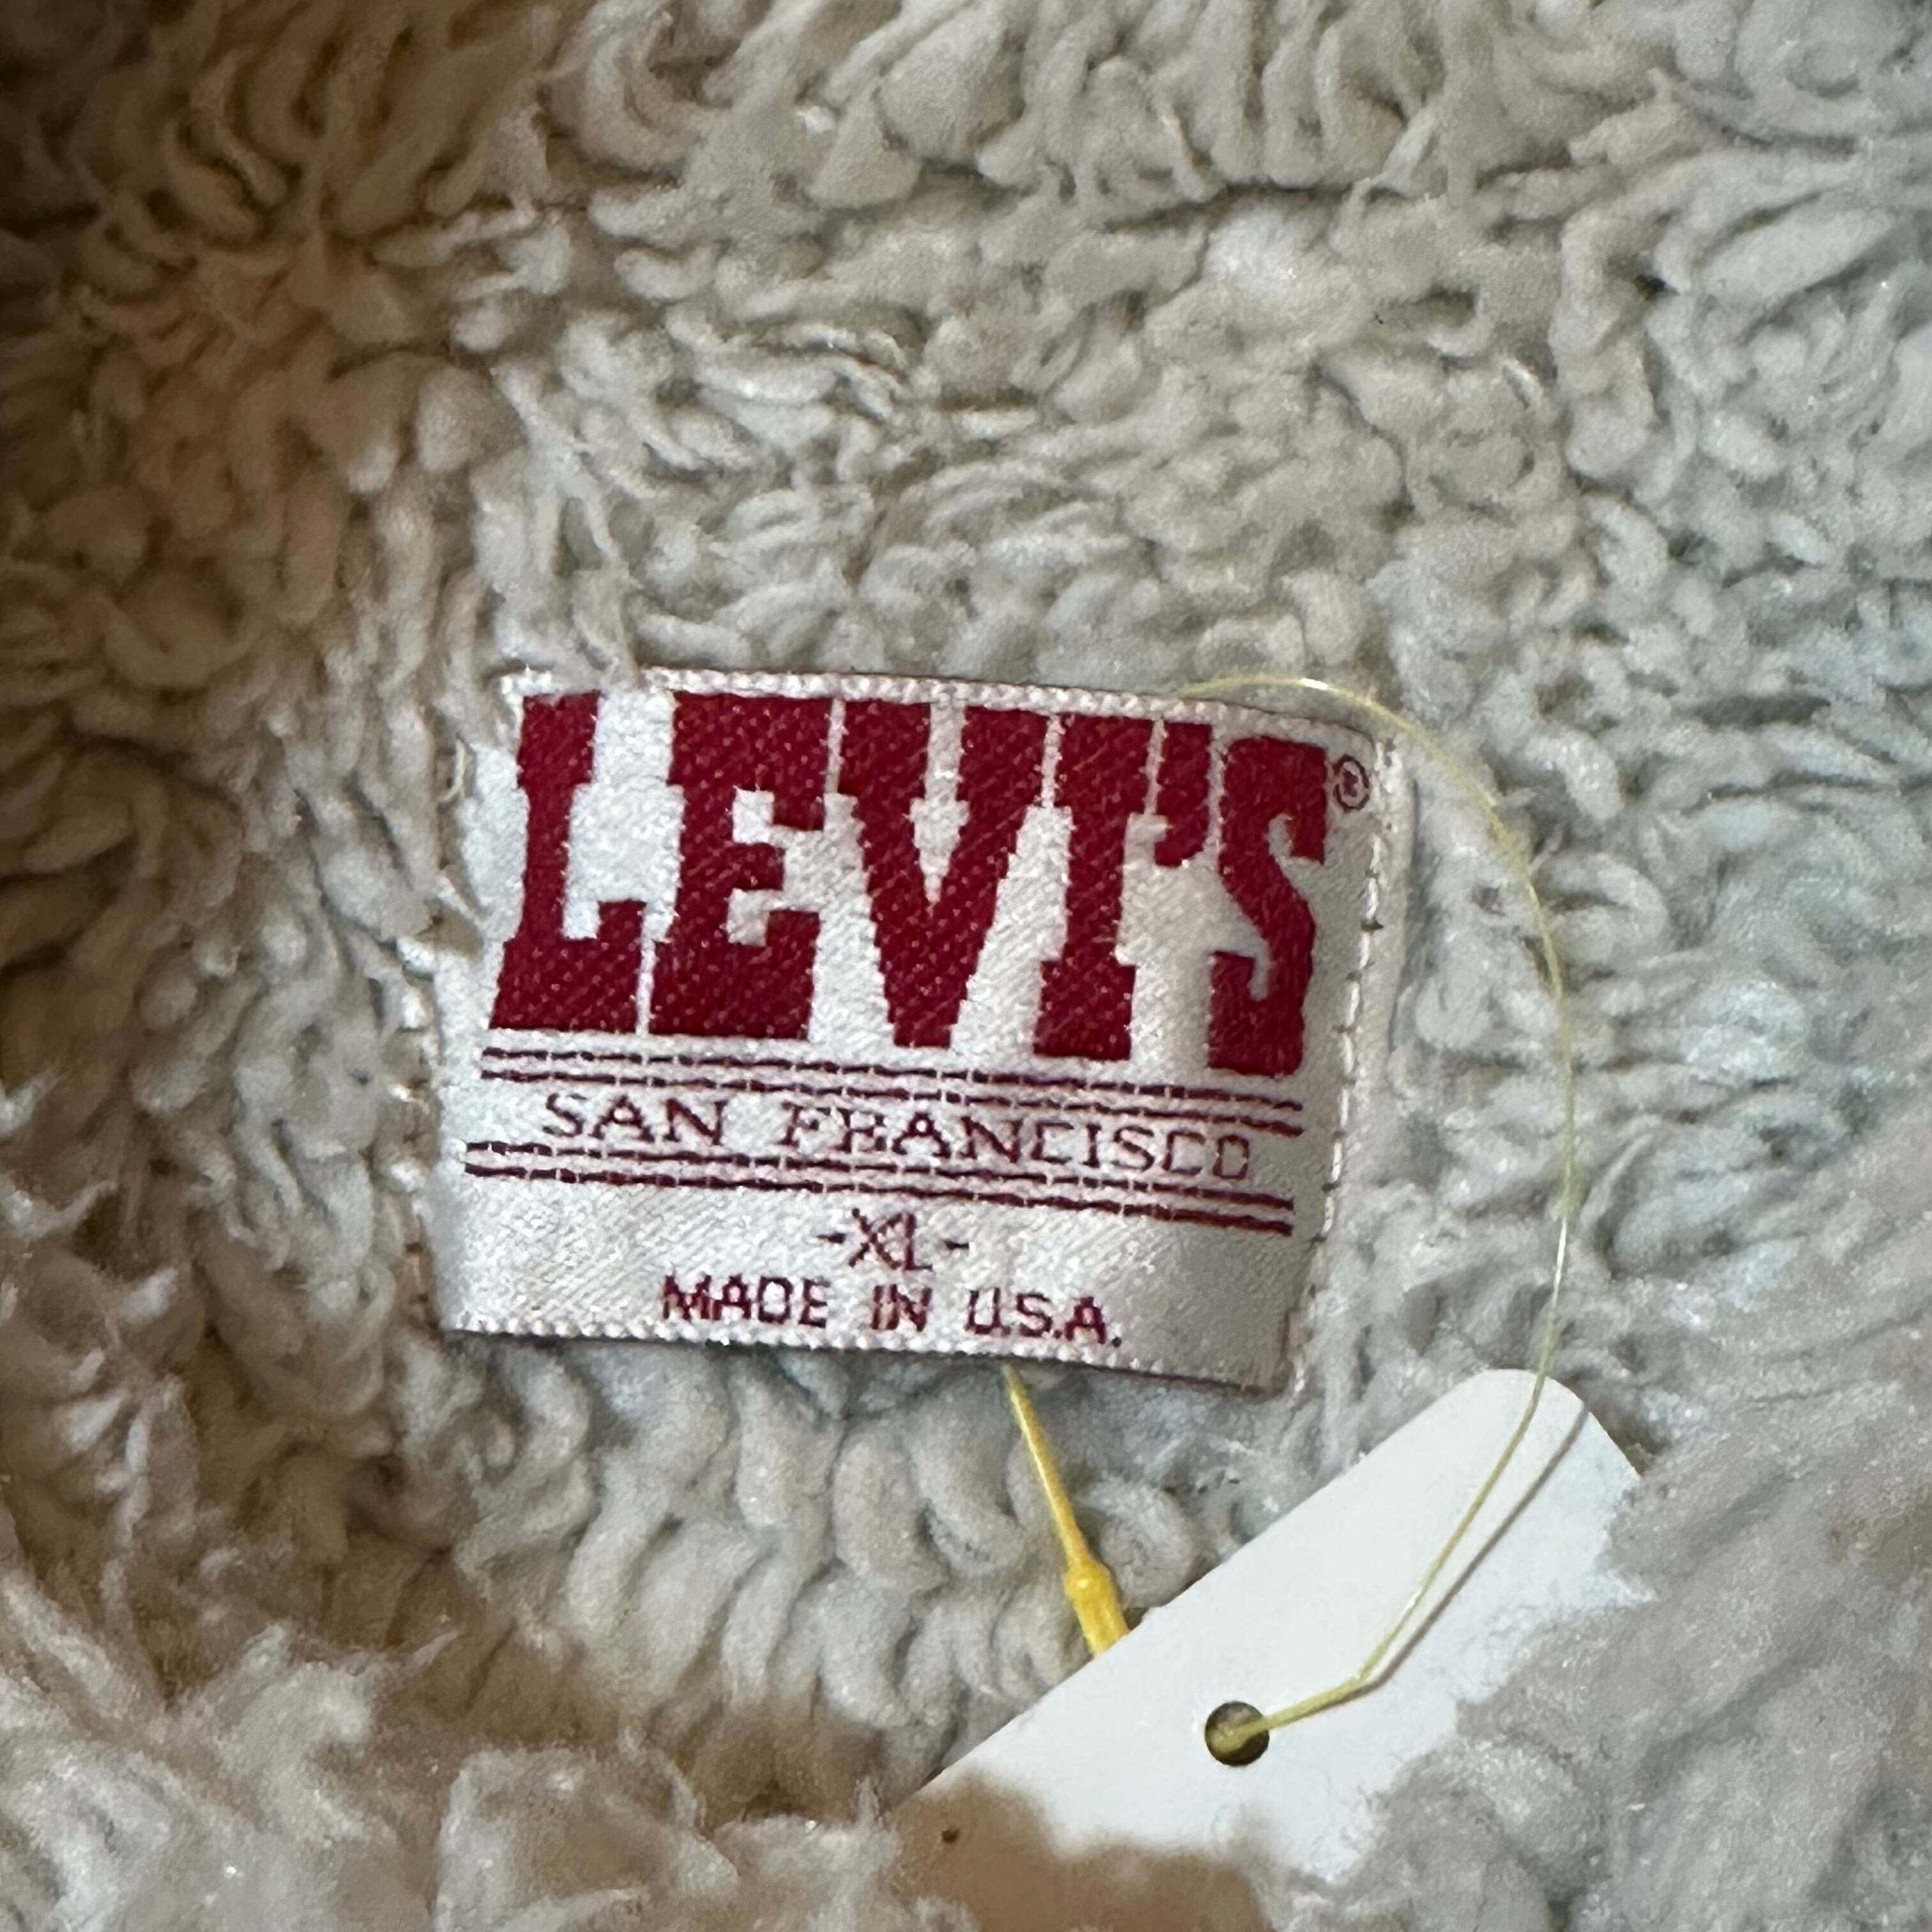 LEVI'S®
SAN FRANCISCO
-XL-
MADE IN U.S.A.